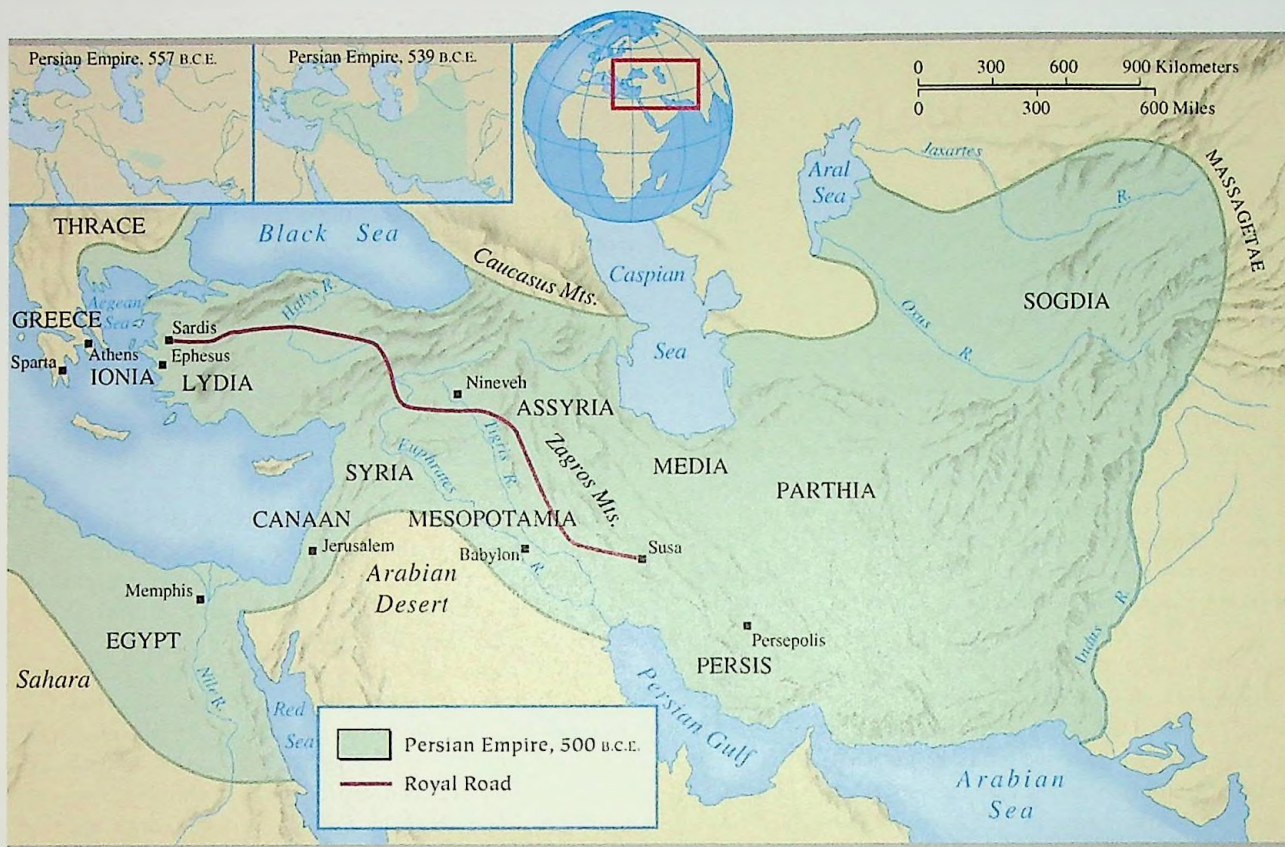 Persian Empire, 557 B.C.E.
Persian Empire, 539 B.C.E.
0 300 600 900 Kilometers
0 300 600 Miles
THRACE
Black Sea
Caucasus Mts.
Caspian
Sea
Aral
Sea
Jaxartes
R.
MASSAGETAE
SOGDIA
Oxus
R.
Halys R.
Aegean
Sea
GREECE
Sardis
Athens
Ephesus
Sparta
IONIA
LYDIA
Nineveh
ASSYRIA
Tigris R.
Zagros Mts.
MEDIA
PARTHIA
SYRIA
Euphrates
R.
CANAAN
MESOPOTAMIA
Jerusalem
Babylon
Susa
Arabian
Desert
Memphis
EGYPT
Persepolis
PERSIS
Indus
R.
Sahara
Nile R.
Red
Sea
Persian Gulf
Arabian
Sea
Persian Empire, 500 B.C.E.
Royal Road